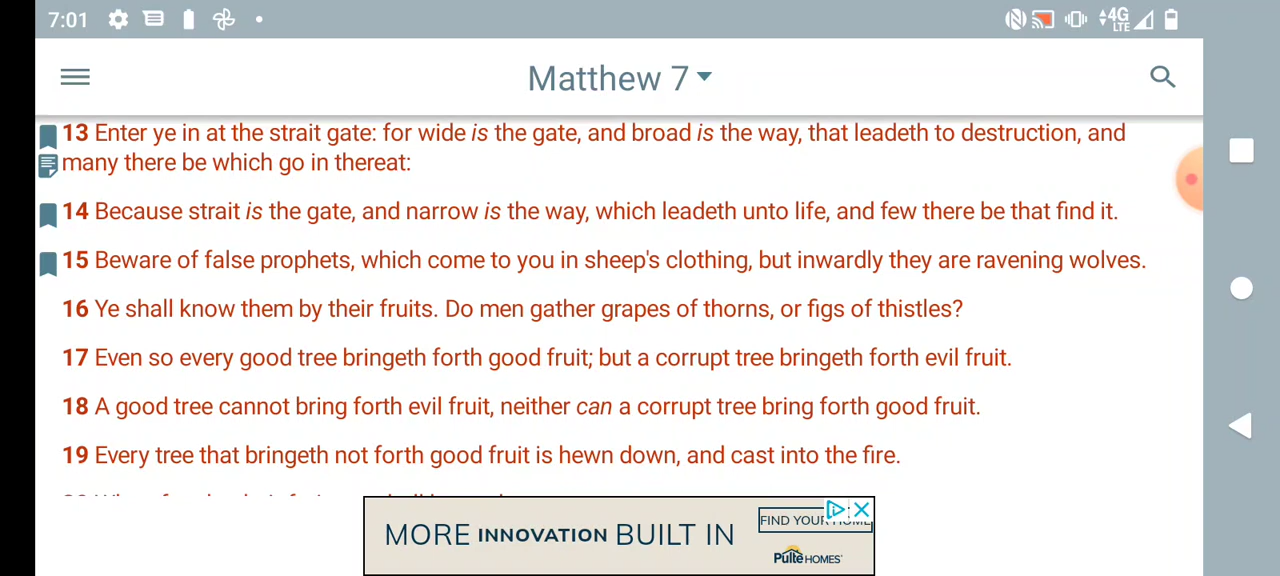 7:01
4G
LTE
Matthew 7
13 Enter ye in at the strait gate: for wide is the gate, and broad is the way, that leadeth to destruction, and
many there be which go in thereat:
14 Because strait is the gate, and narrow is the way, which leadeth unto life, and few there be that find it.
15 Beware of false prophets, which come to you in sheep's clothing, but inwardly they are ravening wolves.
16 Ye shall know them by their fruits. Do men gather grapes of thorns, or figs of thistles?
17 Even so every good tree bringeth forth good fruit; but a corrupt tree bringeth forth evil fruit.
18 A good tree cannot bring forth evil fruit, neither can a corrupt tree bring forth good fruit.
19 Every tree that bringeth not forth good fruit is hewn down, and cast into the fire.
MORE INNOVATION BUILT IN
FIND YOUR HOME
Pulte HOMES